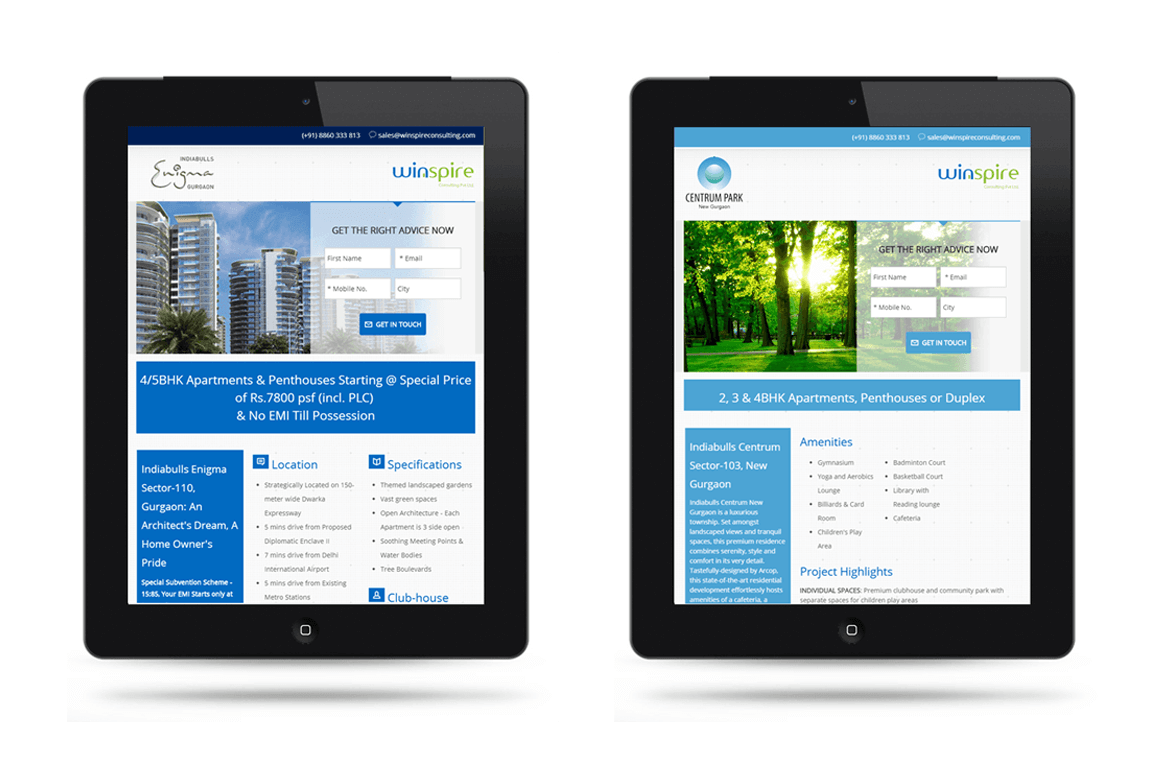 (+91) 8860 333 813 sales@winspireconsulting.com
INDIABULLS
Enigma
GURGAON
winspire
Consulting Pvt Ltd.
GET THE RIGHT ADVICE NOW
First Name * Email
* Mobile No. City
GET IN TOUCH
4/5BHK Apartments & Penthouses Starting @ Special Price
of Rs.7800 psf (incl. PLC)
& No EMI Till Possession
Indiabulls Enigma
Sector-110,
Gurgaon: An
Architect's Dream, A
Home Owner's
Pride
Special Subvention Scheme -
15:85, Your EMI Starts only at
Location
Strategically Located on 150-
meter wide Dwarka
Expressway
5 mins drive from Proposed
Diplomatic Enclave II
7 mins drive from Delhi
International Airport
5 mins drive from Existing
Metro Stations
Specifications
Themed landscaped gardens
Vast green spaces
Open Architecture - Each
Apartment is 3 side open
Soothing Meeting Points &
Water Bodies
Tree Boulevards
Club-house
(+91) 8860 333 813 sales@winspireconsulting.com
CENTRUM PARK
New Gurgaon
winspire
Consulting Pvt Ltd.
GET THE RIGHT ADVICE NOW
First Name * Email
* Mobile No. City
GET IN TOUCH
2, 3 & 4BHK Apartments, Penthouses or Duplex
Indiabulls Centrum
Sector-103, New
Gurgaon
Indiabulls Centrum New
Gurgaon is a luxurious
township. Set amongst
landscaped views and tranquil
spaces, this premium residence
combines serenity, style and
comfort in its very detail.
Tastefully-designed by Arcop,
this state-of-the-art residential
development effortlessly hosts
amenities of a cafeteria, a
Amenities
Gymnasium
Yoga and Aerobics
Lounge
Billiards & Card
Room
Children's Play
Area
Badminton Court
Basketball Court
Library with
Reading lounge
Cafeteria
Project Highlights
INDIVIDUAL SPACES: Premium clubhouse and community park with
separate spaces for children play areas